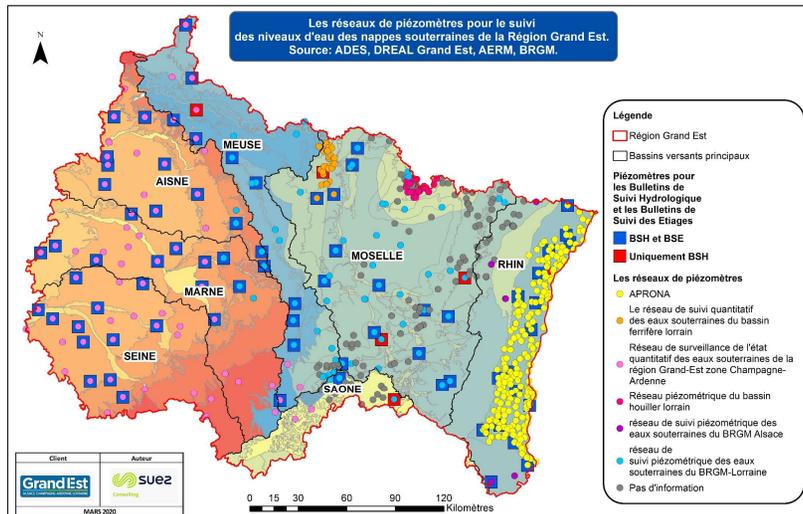 Les réseaux de piézomètres pour le suivi
des niveaux d'eau des nappes souterraines de la Région Grand Est.
Source: ADES, DREAL Grand Est, AERM, BRGM.
N
MEUSE
AISNE
MOSELLE
RHIN
MARNE
SEINE
SAONE
Légende
Région Grand Est
Bassins versants principaux
Piézomètres pour
les Bulletins de
Suivi Hydrologique
et les Bulletins de
Suivi des Etiages
BSH et BSE
Uniquement BSH
Les réseaux de piézomètres
APRONA
Le réseau de suivi quantitatif
des eaux souterraines du bassin
ferrifère lorrain
Réseau de surveillance de l'état
quantitatif des eaux souterraines de la
région Grand-Est zone Champagne-
Ardenne
Réseau piézométrique du bassin
houiller lorrain
réseau de suivi piézométrique des
eaux souterraines du BRGM Alsace
réseau de
suivi piézométrique des eaux
souterraines du BRGM-Lorraine
Pas d'information
Client
Auteur
GrandEst
ALSACE CHAMPAGNE-ARDENNE LORRAINE
suez
Consulting
MARS 2020
0 15 30 60 90 120
Kilomètres